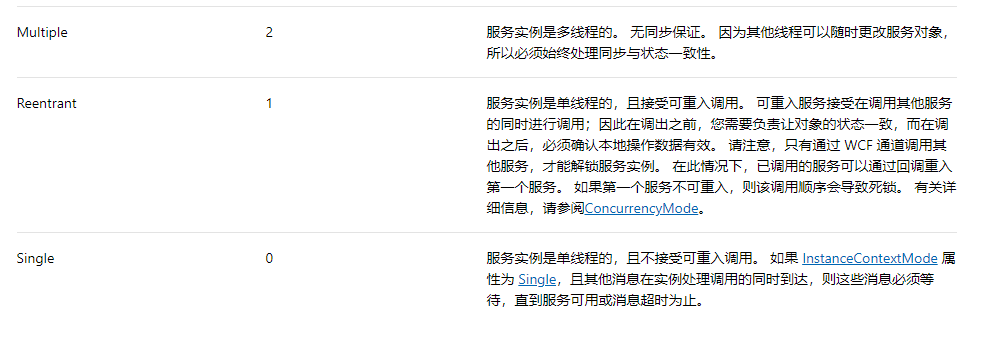 Multiple 2 服务实例是多线程的。 无同步保证。 因为其他线程可以随时更改服务对象，
所以必须始终处理同步与状态一致性。
Reentrant 1 服务实例是单线程的，且接受可重入调用。 可重入服务接受在调用其他服务
的同时进行调用；因此在调出之前，您需要负责让对象的状态一致，而在调
出之后，必须确认本地操作数据有效。 请注意，只有通过 WCF 通道调用其
他服务，才能解锁服务实例。 在此情况下，已调用的服务可以通过回调重入
第一个服务。 如果第一个服务不可重入，则该调用顺序会导致死锁。 有关详
细信息，请参阅ConcurrencyMode。
Single 0 服务实例是单线程的，且不接受可重入调用。 如果 InstanceContextMode 属
性为 Single，且其他消息在实例处理调用的同时到达，则这些消息必须等
待，直到服务可用或消息超时为止。